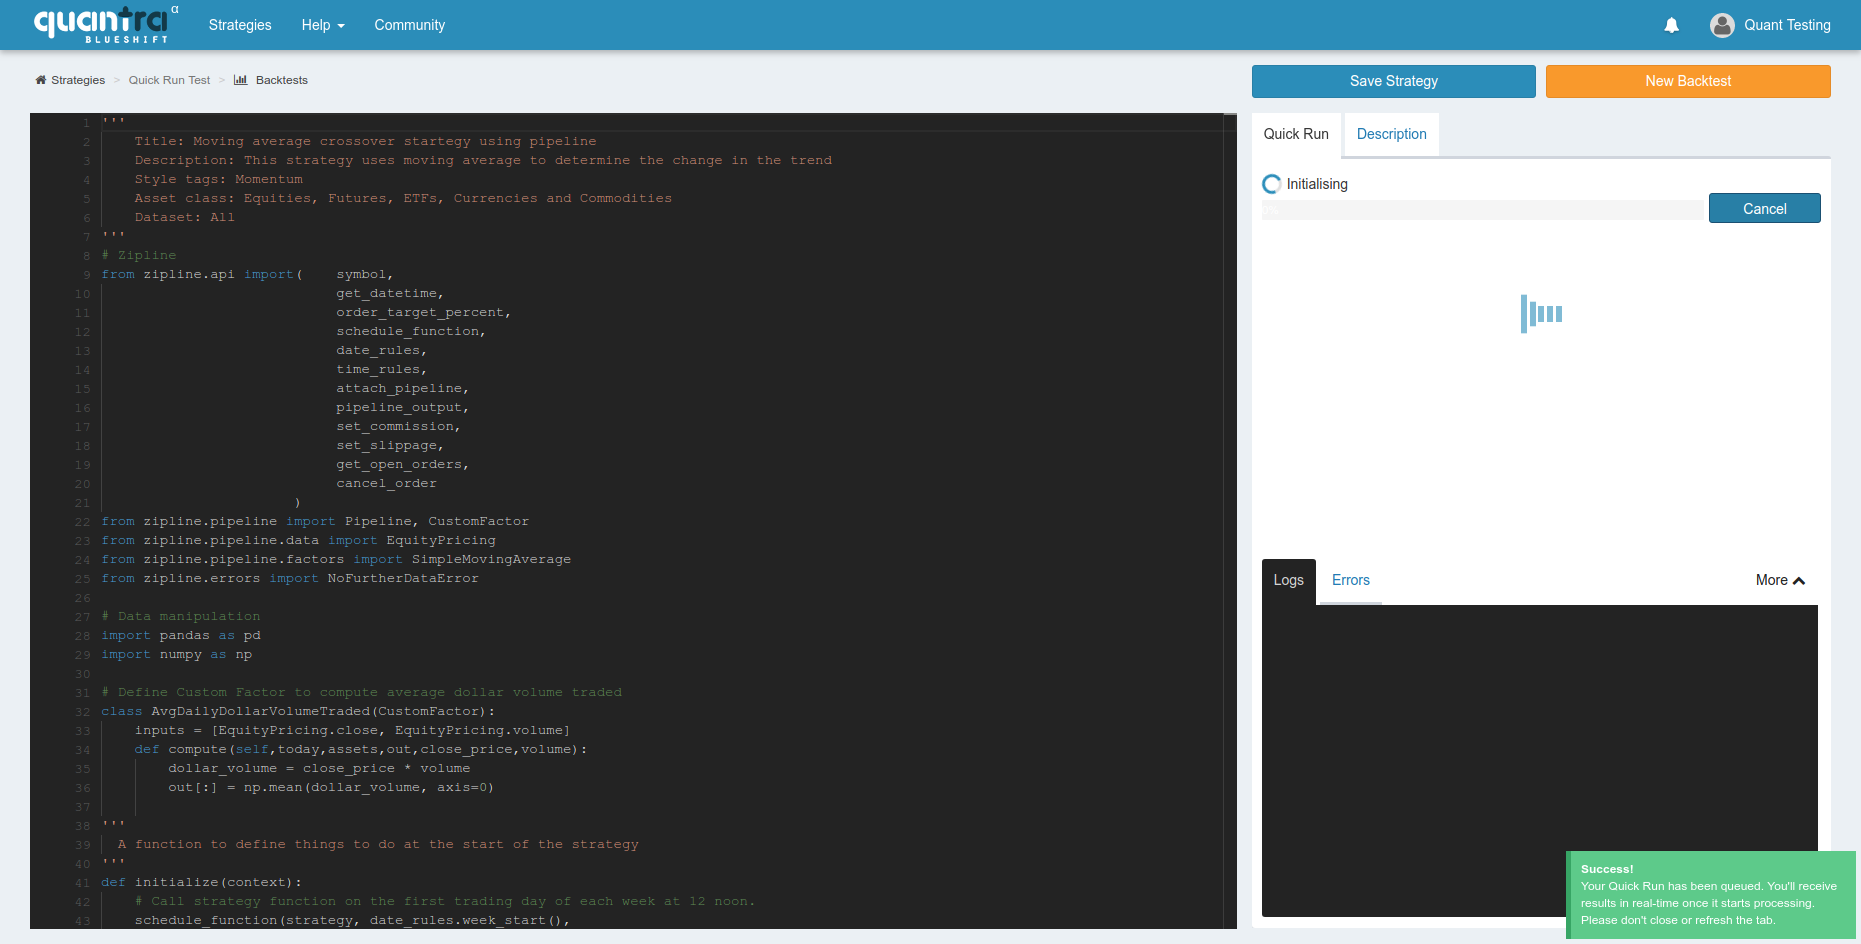 quantra α
BLUESHIFT
Strategies
Help
Community
Quant Testing
Strategies > Quick Run Test > Backtests
Save Strategy
New Backtest
1 '''
2 Title: Moving average crossover startegy using pipeline
3 Description: This strategy uses moving average to determine the change in the trend
4 Style tags: Momentum
5 Asset class: Equities, Futures, ETFs, Currencies and Commodities
6 Dataset: All
7 '''
8 # Zipline
9 from zipline.api import( symbol,
10 get_datetime,
11 order_target_percent,
12 schedule_function,
13 date_rules,
14 time_rules,
15 attach_pipeline,
16 pipeline_output,
17 set_commission,
18 set_slippage,
19 get_open_orders,
20 cancel_order
21 )
22 from zipline.pipeline import Pipeline, CustomFactor
23 from zipline.pipeline.data import EquityPricing
24 from zipline.pipeline.factors import SimpleMovingAverage
25 from zipline.errors import NoFurtherDataError
26
27 # Data manipulation
28 import pandas as pd
29 import numpy as np
30
31 # Define Custom Factor to compute average dollar volume traded
32 class AvgDailyDollarVolumeTraded(CustomFactor):
33 inputs = [EquityPricing.close, EquityPricing.volume]
34 def compute(self,today,assets,out,close_price,volume):
35 dollar_volume = close_price * volume
36 out[:] = np.mean(dollar_volume, axis=0)
37
38 '''
39 A function to define things to do at the start of the strategy
40 '''
41 def initialize(context):
42 # Call strategy function on the first trading day of each week at 12 noon.
43 schedule_function(strategy, date_rules.week_start(),
Quick Run
Description
Initialising
Cancel
Logs
Errors
More
Success!
Your Quick Run has been queued. You'll receive
results in real-time once it starts processing.
Please don't close or refresh the tab.